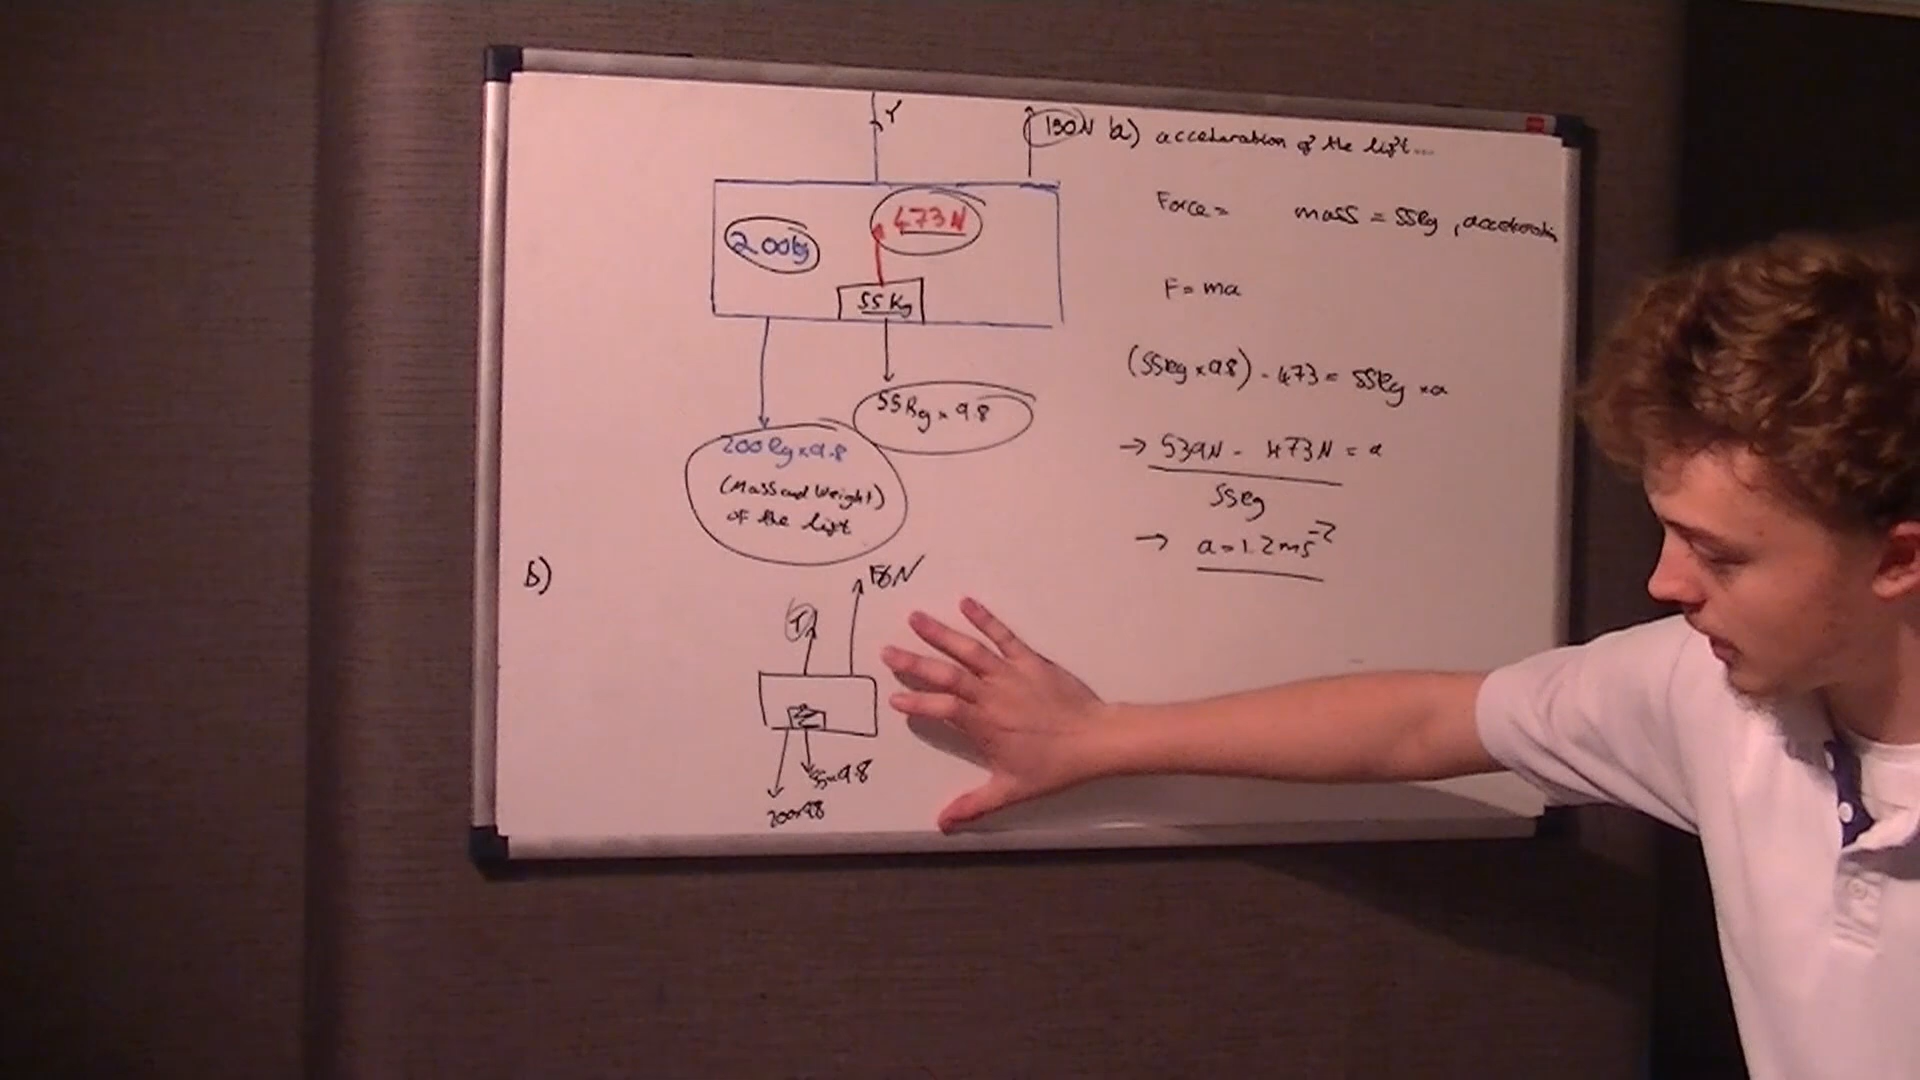 T
150N
a) acceleration of the lift...
473N
200kg
55kg
Force = mass = 55kg, acceleration
F = ma
(55kg × 9.8) - 473 = 55kg × a
55kg × 9.8
200kg × 9.8
(Mass and Weight)
of the lift
→ 539N - 473N = a
55kg
→ a = 1.2ms⁻²
b)
T
55×9.8
200×9.8